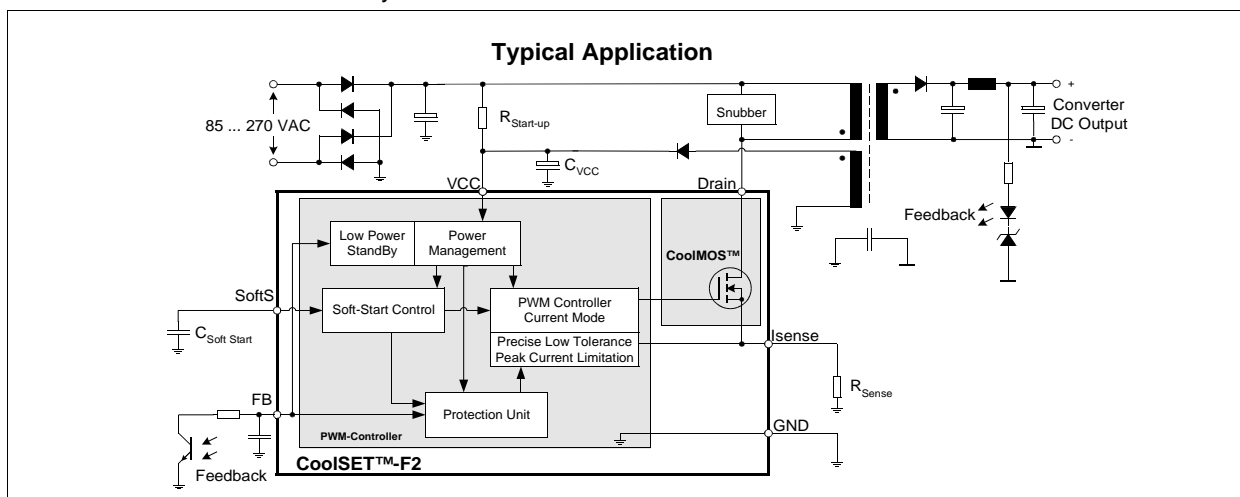 Typical Application
85 ... 270 VAC
RStart-up
Snubber
+
Converter
DC Output
-
CVCC
VCC
Drain
Feedback
Low Power
StandBy
Power
Management
CoolMOS™
SoftS
Soft-Start Control
PWM Controller
Current Mode
CSoft Start
Precise Low Tolerance
Peak Current Limitation
Isense
RSense
FB
Protection Unit
GND
PWM-Controller
CoolSET™-F2
Feedback